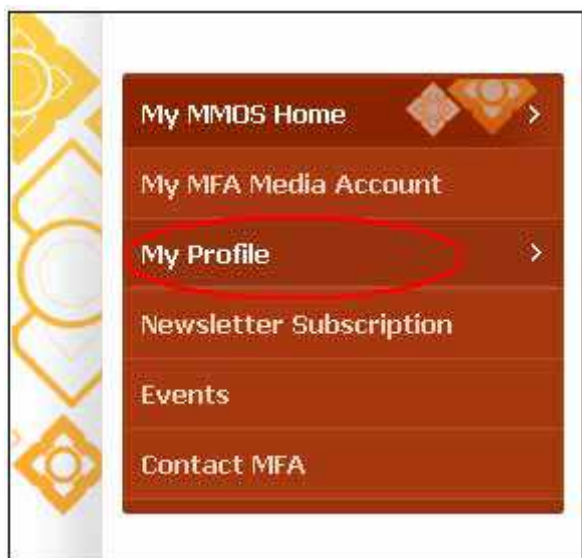 My MMOS Home
My MFA Media Account
My Profile
Newsletter Subscription
Events
Contact MFA